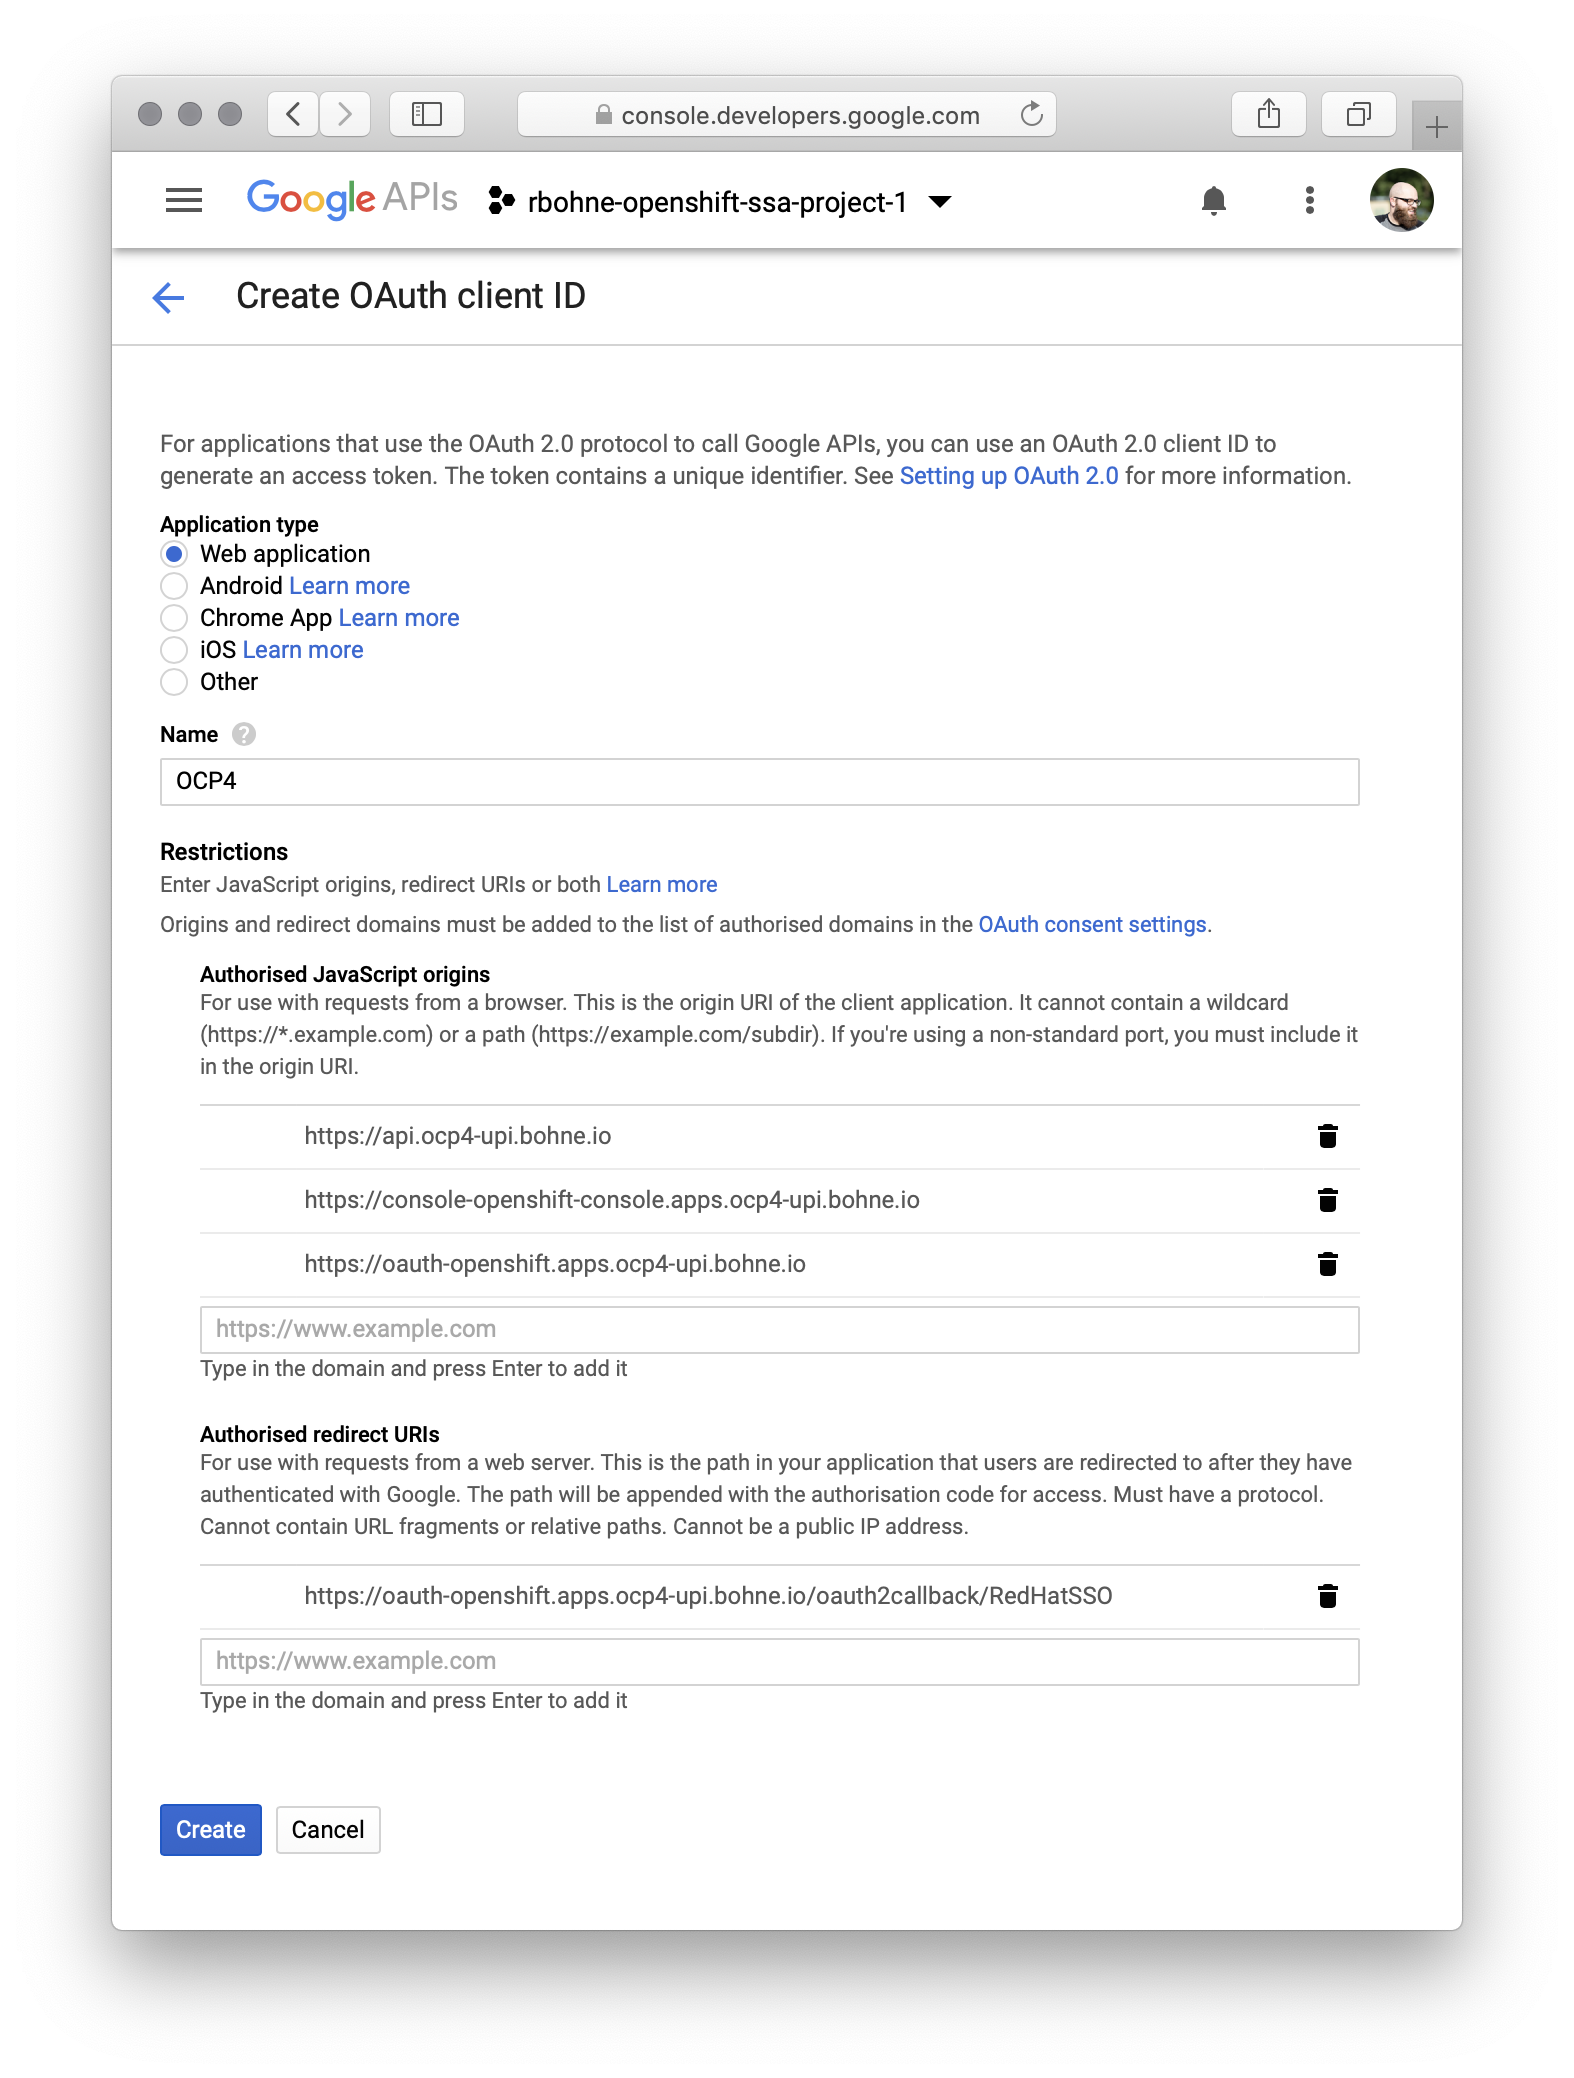 console.developers.google.com
Google APIs rbohne-openshift-ssa-project-1
Create OAuth client ID
For applications that use the OAuth 2.0 protocol to call Google APIs, you can use an OAuth 2.0 client ID to
generate an access token. The token contains a unique identifier. See Setting up OAuth 2.0 for more information.
Application type
Web application
Android Learn more
Chrome App Learn more
iOS Learn more
Other
Name ?
OCP4
Restrictions
Enter JavaScript origins, redirect URIs or both Learn more
Origins and redirect domains must be added to the list of authorised domains in the OAuth consent settings.
Authorised JavaScript origins
For use with requests from a browser. This is the origin URI of the client application. It cannot contain a wildcard
(https://*.example.com) or a path (https://example.com/subdir). If you're using a non-standard port, you must include it
in the origin URI.
https://api.ocp4-upi.bohne.io
https://console-openshift-console.apps.ocp4-upi.bohne.io
https://oauth-openshift.apps.ocp4-upi.bohne.io
https://www.example.com
Type in the domain and press Enter to add it
Authorised redirect URIs
For use with requests from a web server. This is the path in your application that users are redirected to after they have
authenticated with Google. The path will be appended with the authorisation code for access. Must have a protocol.
Cannot contain URL fragments or relative paths. Cannot be a public IP address.
https://oauth-openshift.apps.ocp4-upi.bohne.io/oauth2callback/RedHatSSO
https://www.example.com
Type in the domain and press Enter to add it
Create Cancel